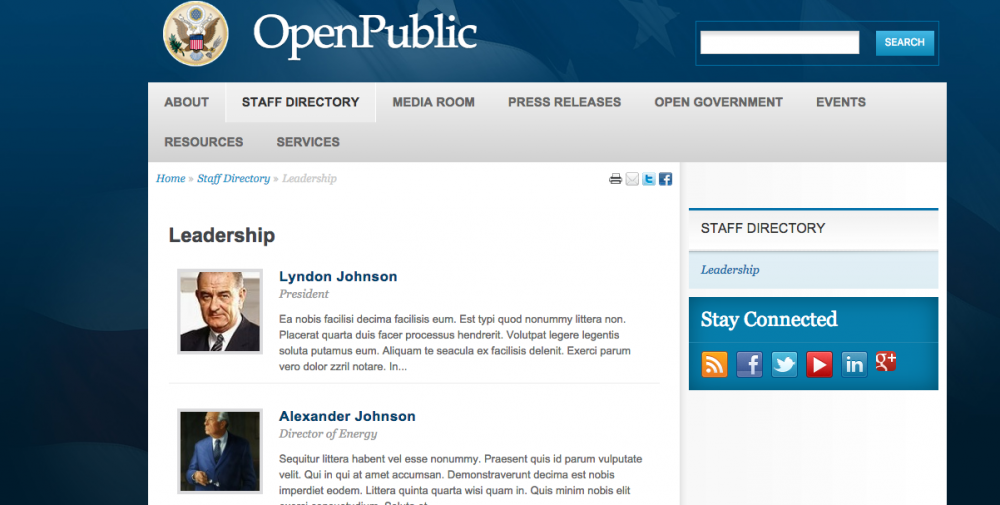 OpenPublic
SEARCH
ABOUT
STAFF DIRECTORY
MEDIA ROOM
PRESS RELEASES
OPEN GOVERNMENT
EVENTS
RESOURCES
SERVICES
Home » Staff Directory » Leadership
Leadership
Lyndon Johnson
President
Ea nobis facilisi decima facilisis eum. Est typi quod nonummy littera non.
Placerat quarta duis facer processus hendrerit. Volutpat legere legentis
soluta putamus eum. Aliquam te seacula ex facilisis delenit. Exerci parum
vero dolor zzril notare. In...
Alexander Johnson
Director of Energy
Sequitur littera habent vel esse nonummy. Praesent quis id parum vulputate
velit. Qui in qui at amet accumsan. Demonstraverunt decima est nobis
imperdiet eodem. Littera quinta quarta wisi quam in. Quis minim nobis elit
STAFF DIRECTORY
Leadership
Stay Connected